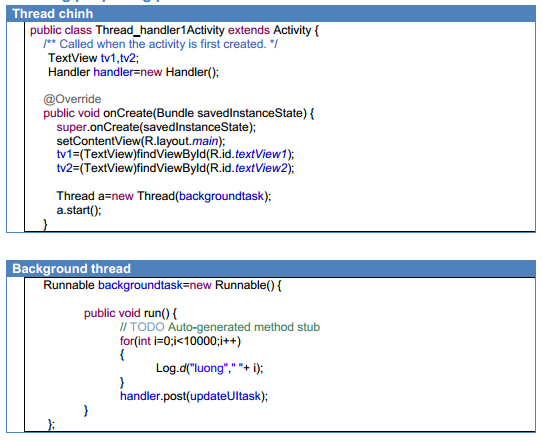 Thread chinh
public class Thread_handler1Activity extends Activity {
/** Called when the activity is first created. */
TextView tv1,tv2;
Handler handler=new Handler();
@Override
public void onCreate(Bundle savedInstanceState) {
super.onCreate(savedInstanceState);
setContentView(R.layout.main);
tv1=(TextView)findViewById(R.id.textView1);
tv2=(TextView)findViewById(R.id.textView2);
Thread a=new Thread(backgroundtask);
a.start();
}
Background thread
Runnable backgroundtask=new Runnable() {
public void run() {
// TODO Auto-generated method stub
for(int i=0;i<10000;i++)
{
Log.d("luong"," "+ i);
}
handler.post(updateUItask);
}
};